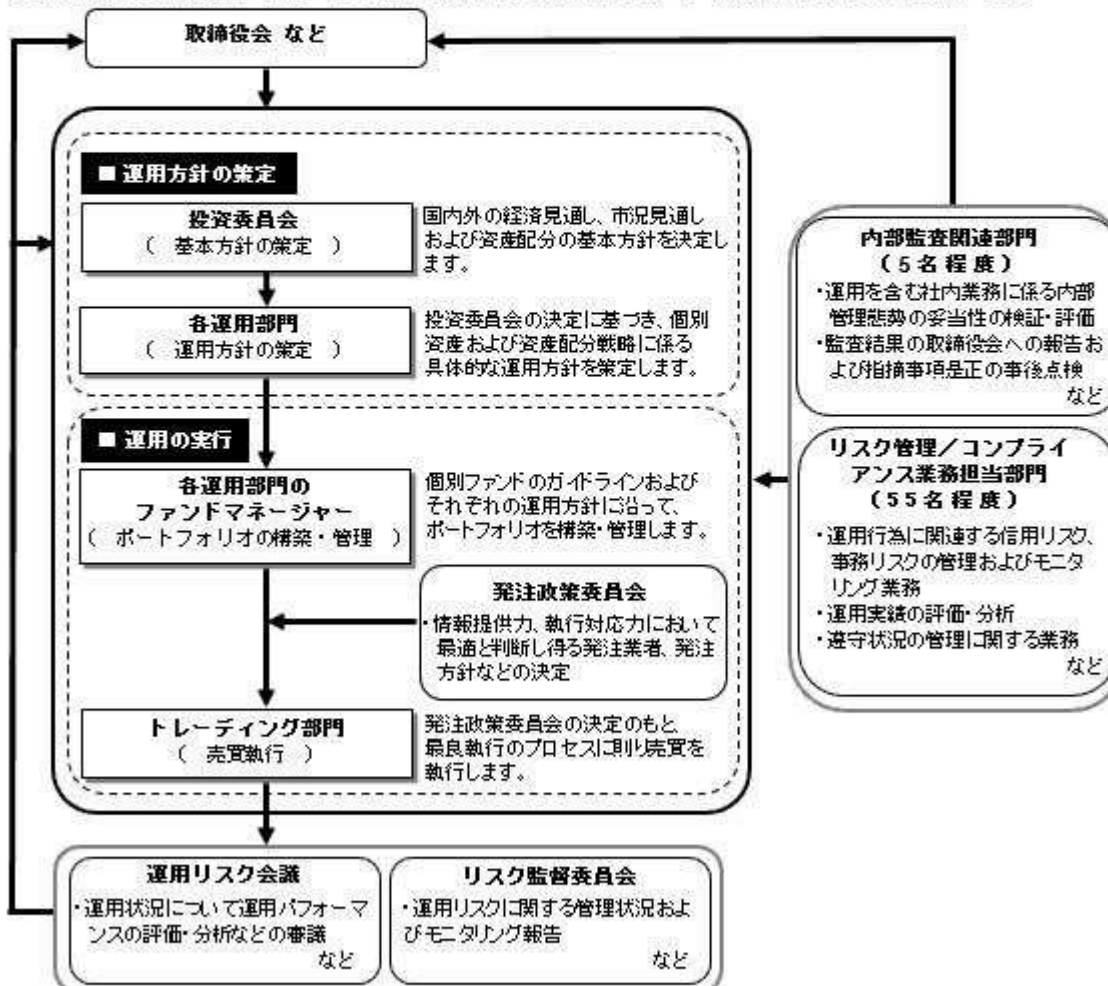 取締役会 など
■ 運用方針の策定
投資委員会
( 基本方針の策定 )
国内外の経済見通し、市況見通し
および資産配分の基本方針を決定し
ます。
各運用部門
( 運用方針の策定 )
投資委員会の決定に基づき、個別
資産および資産配分戦略に係る
具体的な運用方針を策定します。
■ 運用の実行
各運用部門の
ファンドマネージャー
( ポートフォリオの構築・管理 )
個別ファンドのガイドラインおよび
それぞれの運用方針に沿って、
ポートフォリオを構築・管理します。
発注政策委員会
・情報提供力、執行対応力において
最適と判断し得る発注業者、発注
方針などの決定
トレーディング部門
( 売買執行 )
発注政策委員会の決定のもと、
最良執行のプロセスに則り売買を
執行します。
内部監査関連部門
(5名程度)
・運用を含む社内業務に係る内部
管理態勢の妥当性の検証・評価
・監査結果の取締役会への報告お
よび指摘事項是正の事後点検
など
リスク管理/コンプライ
アンス業務担当部門
(55名程度)
・運用行為に関連する信用リスク、
事務リスクの管理およびモニタ
リング業務
・運用実績の評価・分析
・遵守状況の管理に関する業務
など
運用リスク会議
・運用状況について運用パフォーマ
ンスの評価・分析などの審議
など
リスク監督委員会
・運用リスクに関する管理状況およ
びモニタリング報告
など